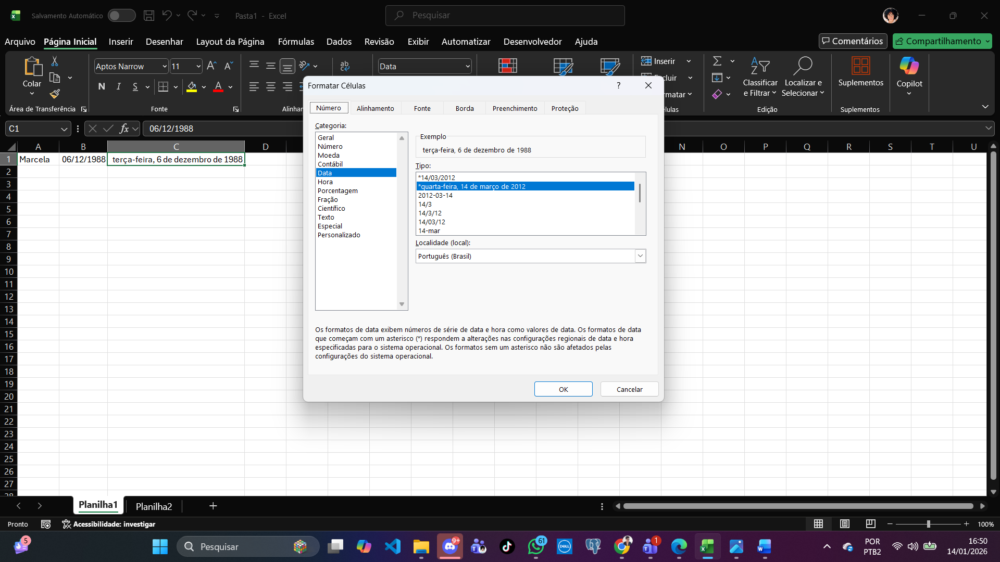 Salvamento Automático
Pasta1 - Excel
Pesquisar
Arquivo Página Inicial Inserir Desenhar Layout da Página Fórmulas Dados Revisão Exibir Automatizar Desenvolvedor Ajuda
Comentários Compartilhamento
Colar
Área de Transferência
Aptos Narrow 11
N I S
Fonte
ab
Data
Inserir
Classificar e Filtrar
Localizar e Selecionar
Edição
Suplementos
Suplementos
Copilot
C1
fx
06/12/1988
A B C D N O P Q R S T U
1 Marcela 06/12/1988 terça-feira, 6 de dezembro de 1988
2
3
4
5
6
7
8
9
10
11
12
13
14
15
16
17
18
19
20
21
22
23
24
25
26
27
28
Formatar Células
?
Número Alinhamento Fonte Borda Preenchimento Proteção
Categoria:
Geral
Número
Moeda
Contábil
Data
Hora
Porcentagem
Fração
Científico
Texto
Especial
Personalizado
Exemplo
terça-feira, 6 de dezembro de 1988
Tipo:
*14/03/2012
*quarta-feira, 14 de março de 2012
2012-03-14
14/3
14/3/12
14/03/12
14-mar
Localidade (local):
Português (Brasil)
Os formatos de data exibem números de série de data e hora como valores de data. Os formatos de data
que começam com um asterisco (*) respondem a alterações nas configurações regionais de data e hora
especificadas para o sistema operacional. Os formatos sem um asterisco não são afetados pelas
configurações do sistema operacional.
OK Cancelar
Planilha1 Planilha2
Pronto
Acessibilidade: investigar
100%
5
Pesquisar
9+
61
DELL
1
POR
PTB2
16:50
14/01/2026